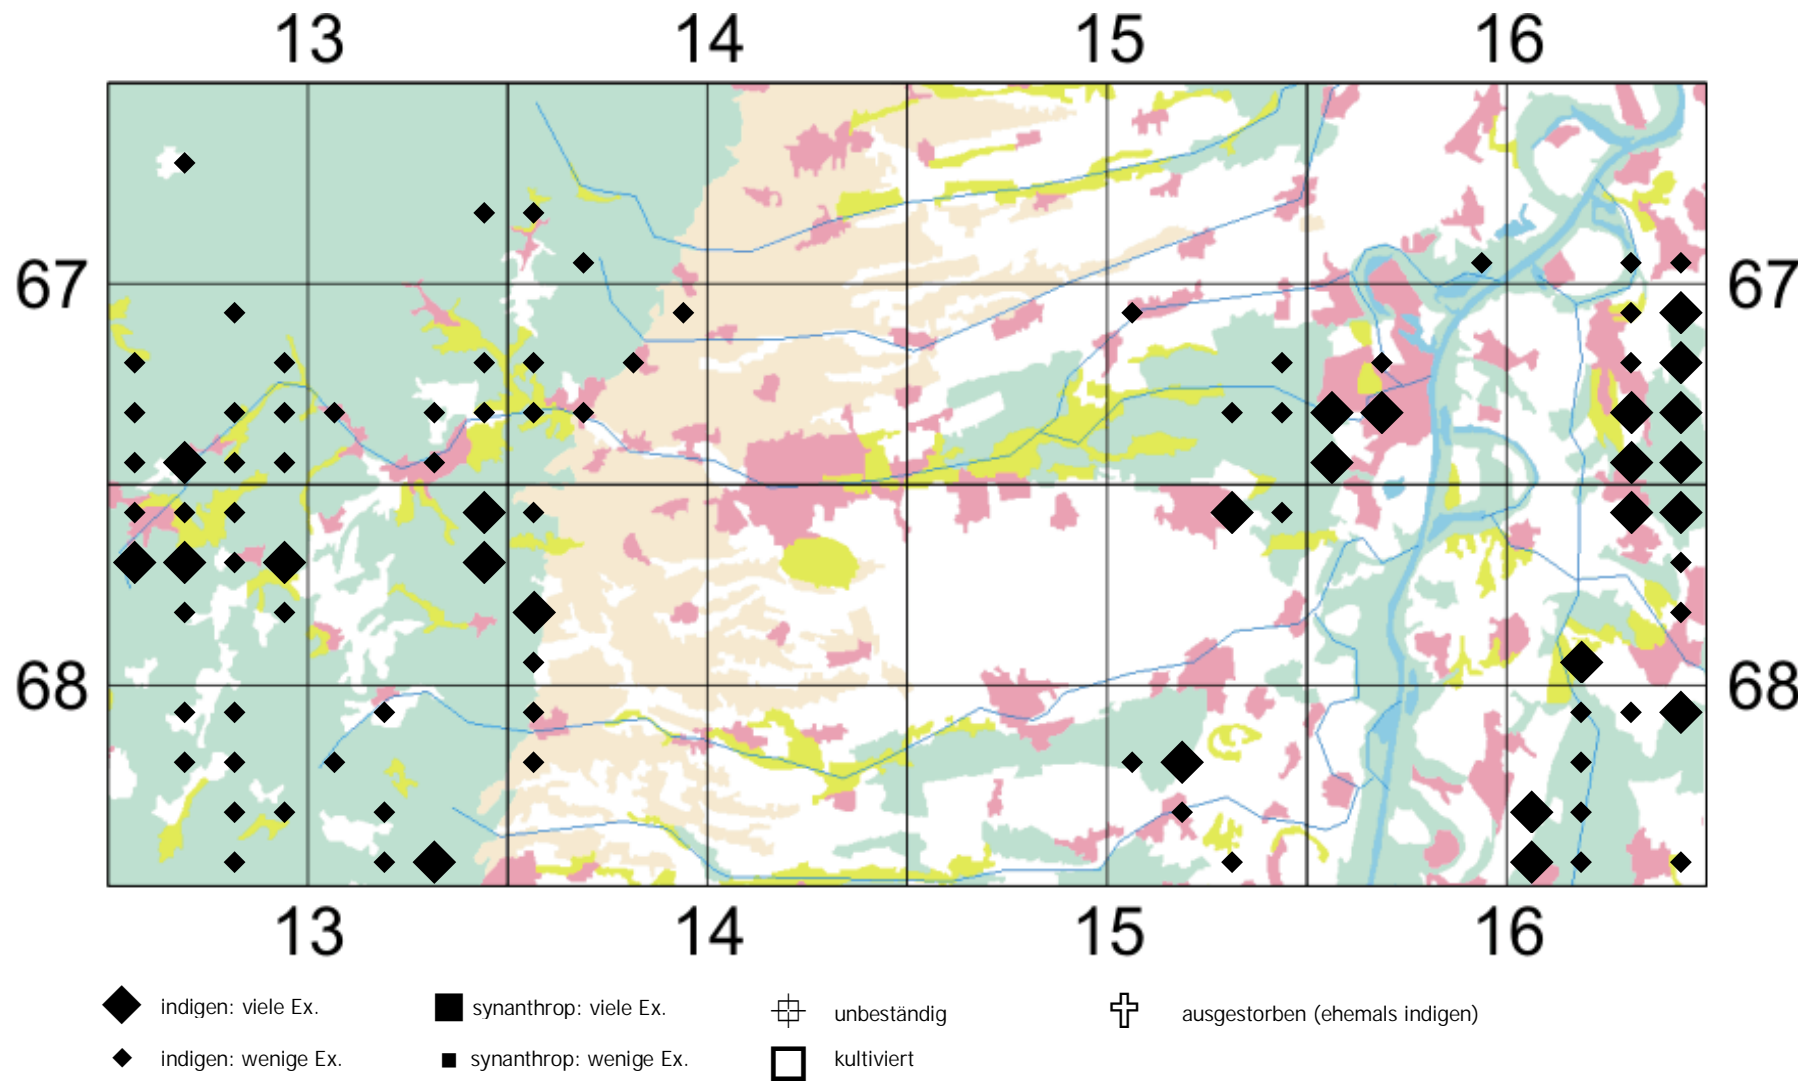 13 14 15 16
67 67
68 68
13 14 15 16
indigen: viele Ex. synanthrop: viele Ex. unbeständig ausgestorben (ehemals indigen)
indigen: wenige Ex. synanthrop: wenige Ex. kultiviert